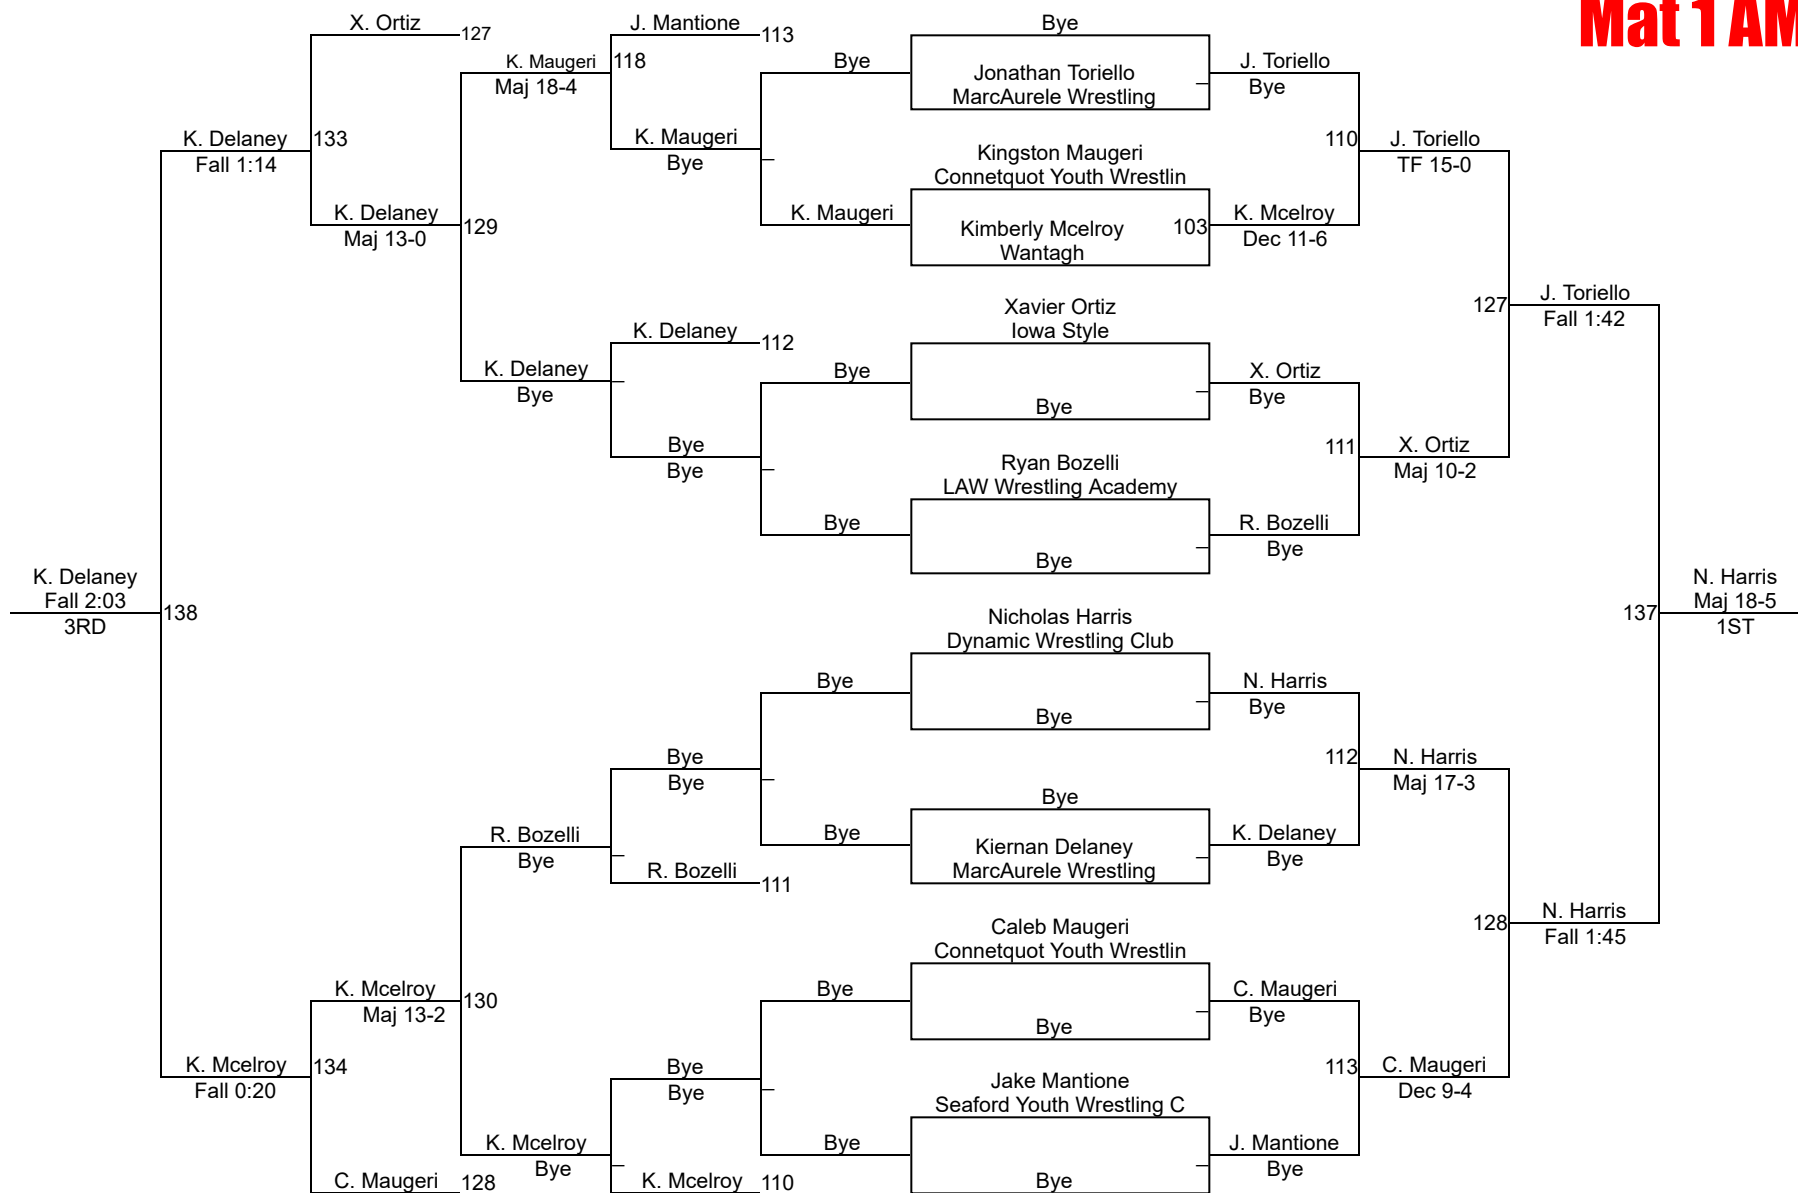 Mat 1 AM
X. Ortiz
127
J. Mantione
113
Bye
K. Maugeri
118
Maj 18-4
Bye
Jonathan Toriello
MarcAurele Wrestling
J. Toriello
Bye
K. Delaney
133
Fall 1:14
K. Maugeri
Bye
Kingston Maugeri
Connetquot Youth Wrestlin
110
J. Toriello
TF 15-0
K. Delaney
Maj 13-0
129
K. Maugeri
Kimberly Mcelroy
Wantagh
103
K. Mcelroy
Dec 11-6
Xavier Ortiz
Iowa Style
127
J. Toriello
Fall 1:42
K. Delaney
112
K. Delaney
Bye
Bye
X. Ortiz
Bye
Bye
Bye
Bye
Ryan Bozelli
LAW Wrestling Academy
111
X. Ortiz
Maj 10-2
Bye
R. Bozelli
Bye
Bye
K. Delaney
Fall 2:03
3RD
138
Nicholas Harris
Dynamic Wrestling Club
137
N. Harris
Maj 18-5
1ST
Bye
N. Harris
Bye
Bye
Bye
Bye
112
N. Harris
Maj 17-3
Bye
R. Bozelli
Bye
Bye
Kiernan Delaney
MarcAurele Wrestling
K. Delaney
Bye
R. Bozelli
111
Caleb Maugeri
Connetquot Youth Wrestlin
128
N. Harris
Fall 1:45
K. Mcelroy
Maj 13-2
130
Bye
C. Maugeri
Bye
Bye
K. Mcelroy
134
Fall 0:20
Bye
Bye
Jake Mantione
Seaford Youth Wrestling C
113
C. Maugeri
Dec 9-4
K. Mcelroy
Bye
Bye
J. Mantione
Bye
C. Maugeri
128
K. Mcelroy
110
Bye